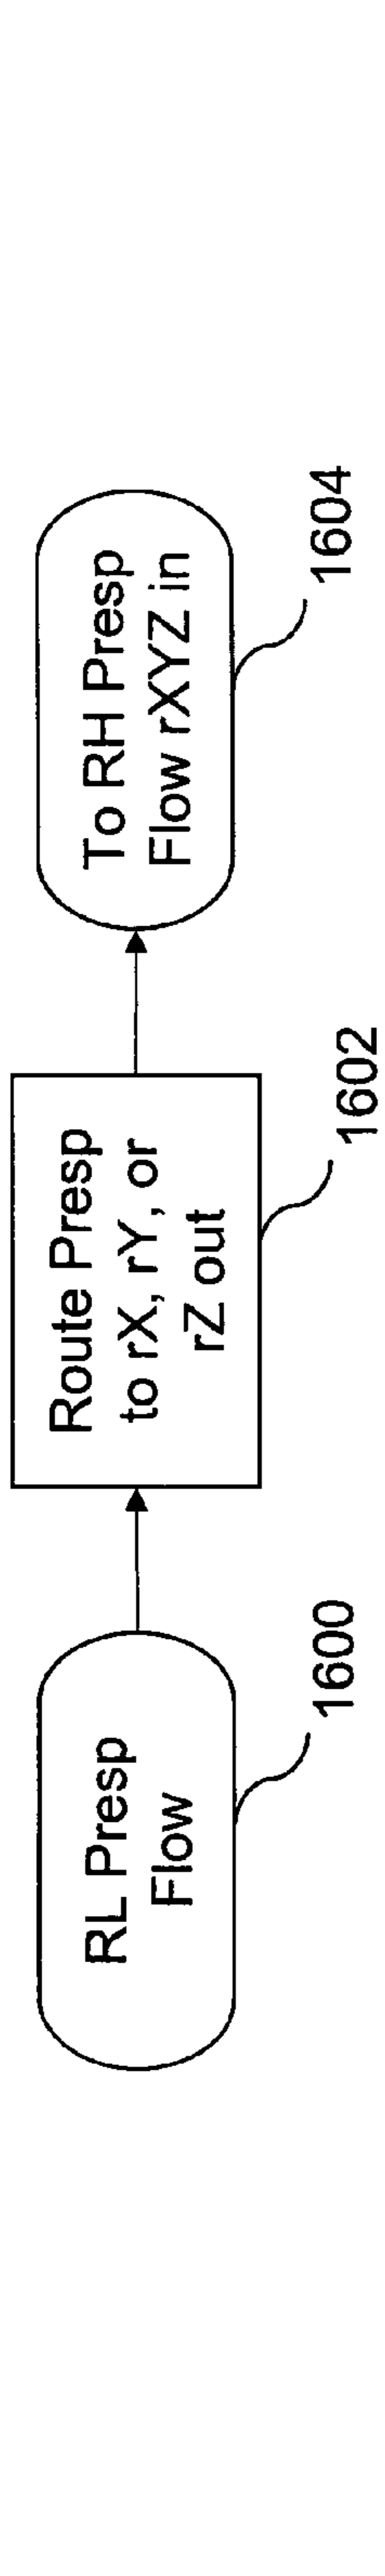 RL Presp
Flow
1600
Route Presp
to rX, rY, or
rZ out
1602
To RH Presp
Flow rXYZ in
1604